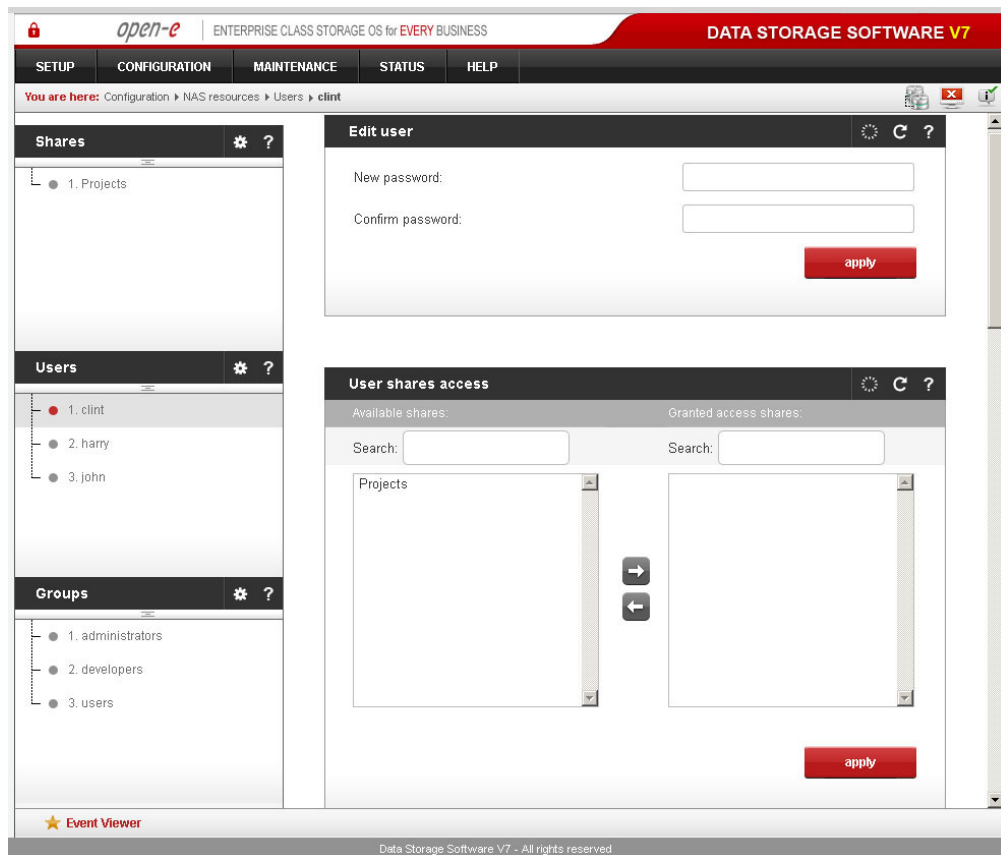 open-e ENTERPRISE CLASS STORAGE OS for EVERY BUSINESS
DATA STORAGE SOFTWARE V7
SETUP CONFIGURATION MAINTENANCE STATUS HELP
You are here: Configuration NAS resources Users clint
Shares ?
1. Projects
Users ?
1. clint
2. harry
3. john
Groups ?
1. administrators
2. developers
3. users
Edit user ?
New password:
Confirm password:
apply
User shares access ?
Available shares: Granted access shares:
Search: Search:
Projects
apply
Event Viewer
Data Storage Software V7 - All rights reserved